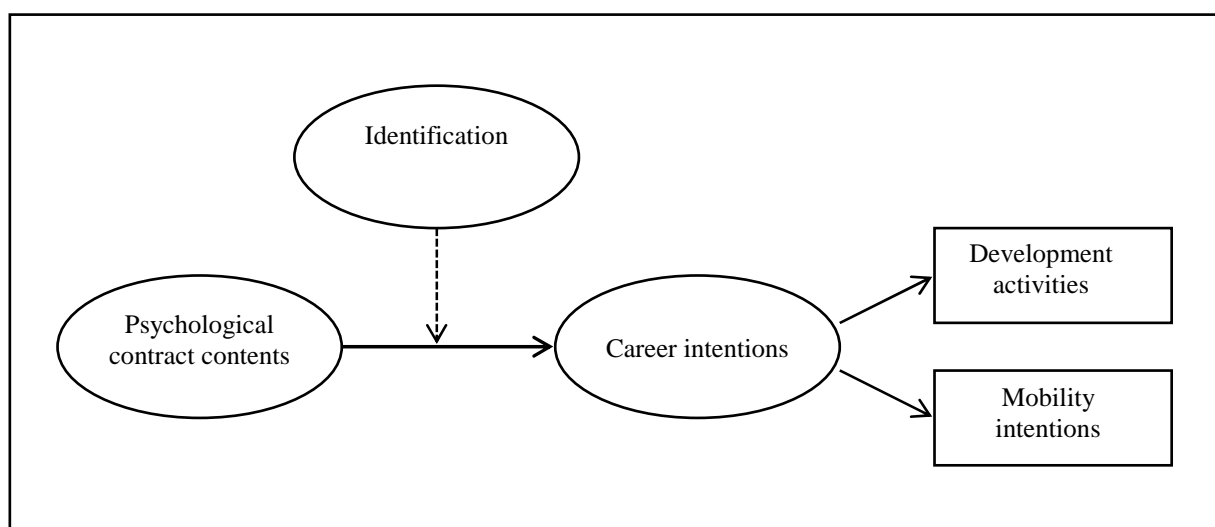 Identification
Psychological
contract contents
Career intentions
Development
activities
Mobility
intentions